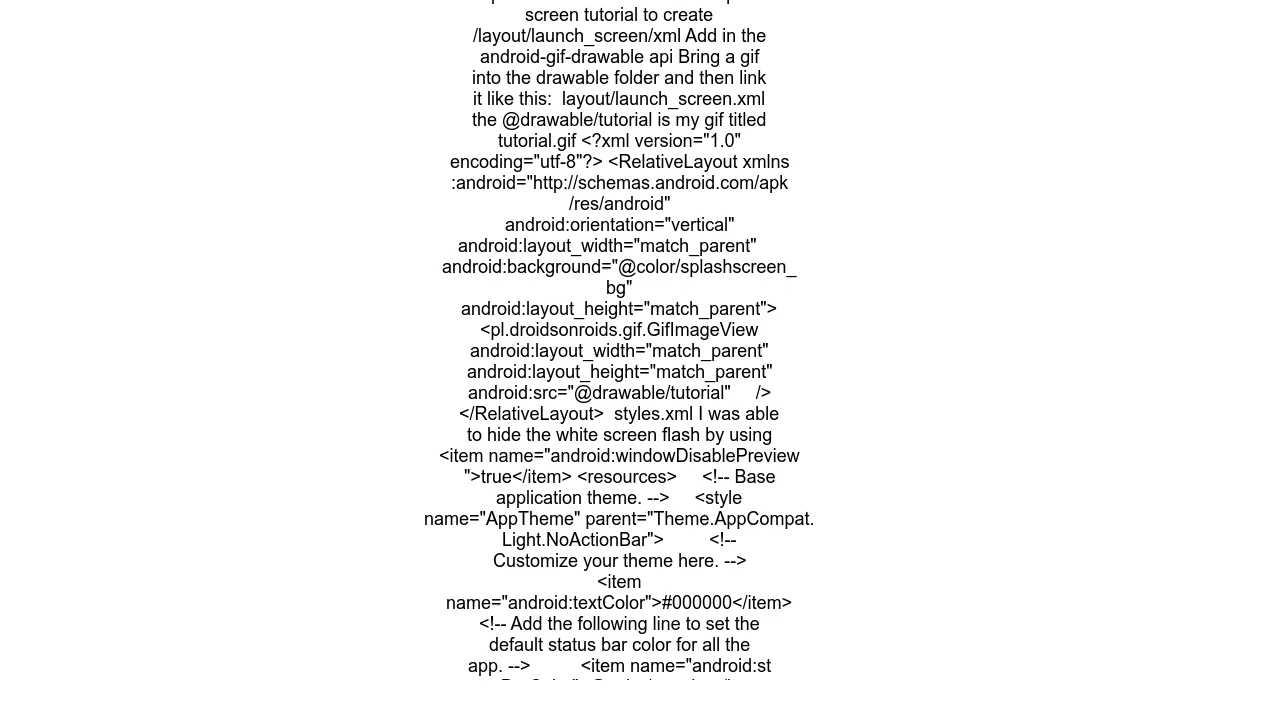 screen tutorial to create
/layout/launch_screen/xml Add in the
android-gif-drawable api Bring a gif
into the drawable folder and then link
it like this:  layout/launch_screen.xml
the @drawable/tutorial is my gif titled
tutorial.gif <?xml version="1.0"
encoding="utf-8"?> <RelativeLayout xmlns
:android="http://schemas.android.com/apk
/res/android"
android:orientation="vertical"
android:layout_width="match_parent"
android:background="@color/splashscreen_
bg"
android:layout_height="match_parent">
<pl.droidsonroids.gif.GifImageView
android:layout_width="match_parent"
android:layout_height="match_parent"
android:src="@drawable/tutorial"     />
</RelativeLayout>  styles.xml I was able
to hide the white screen flash by using
<item name="android:windowDisablePreview
">true</item> <resources>     <!-- Base
application theme. -->     <style
name="AppTheme" parent="Theme.AppCompat.
Light.NoActionBar">         <!--
Customize your theme here. -->
<item
name="android:textColor">#000000</item>
<!-- Add the following line to set the
default status bar color for all the
app. -->          <item name="android:st